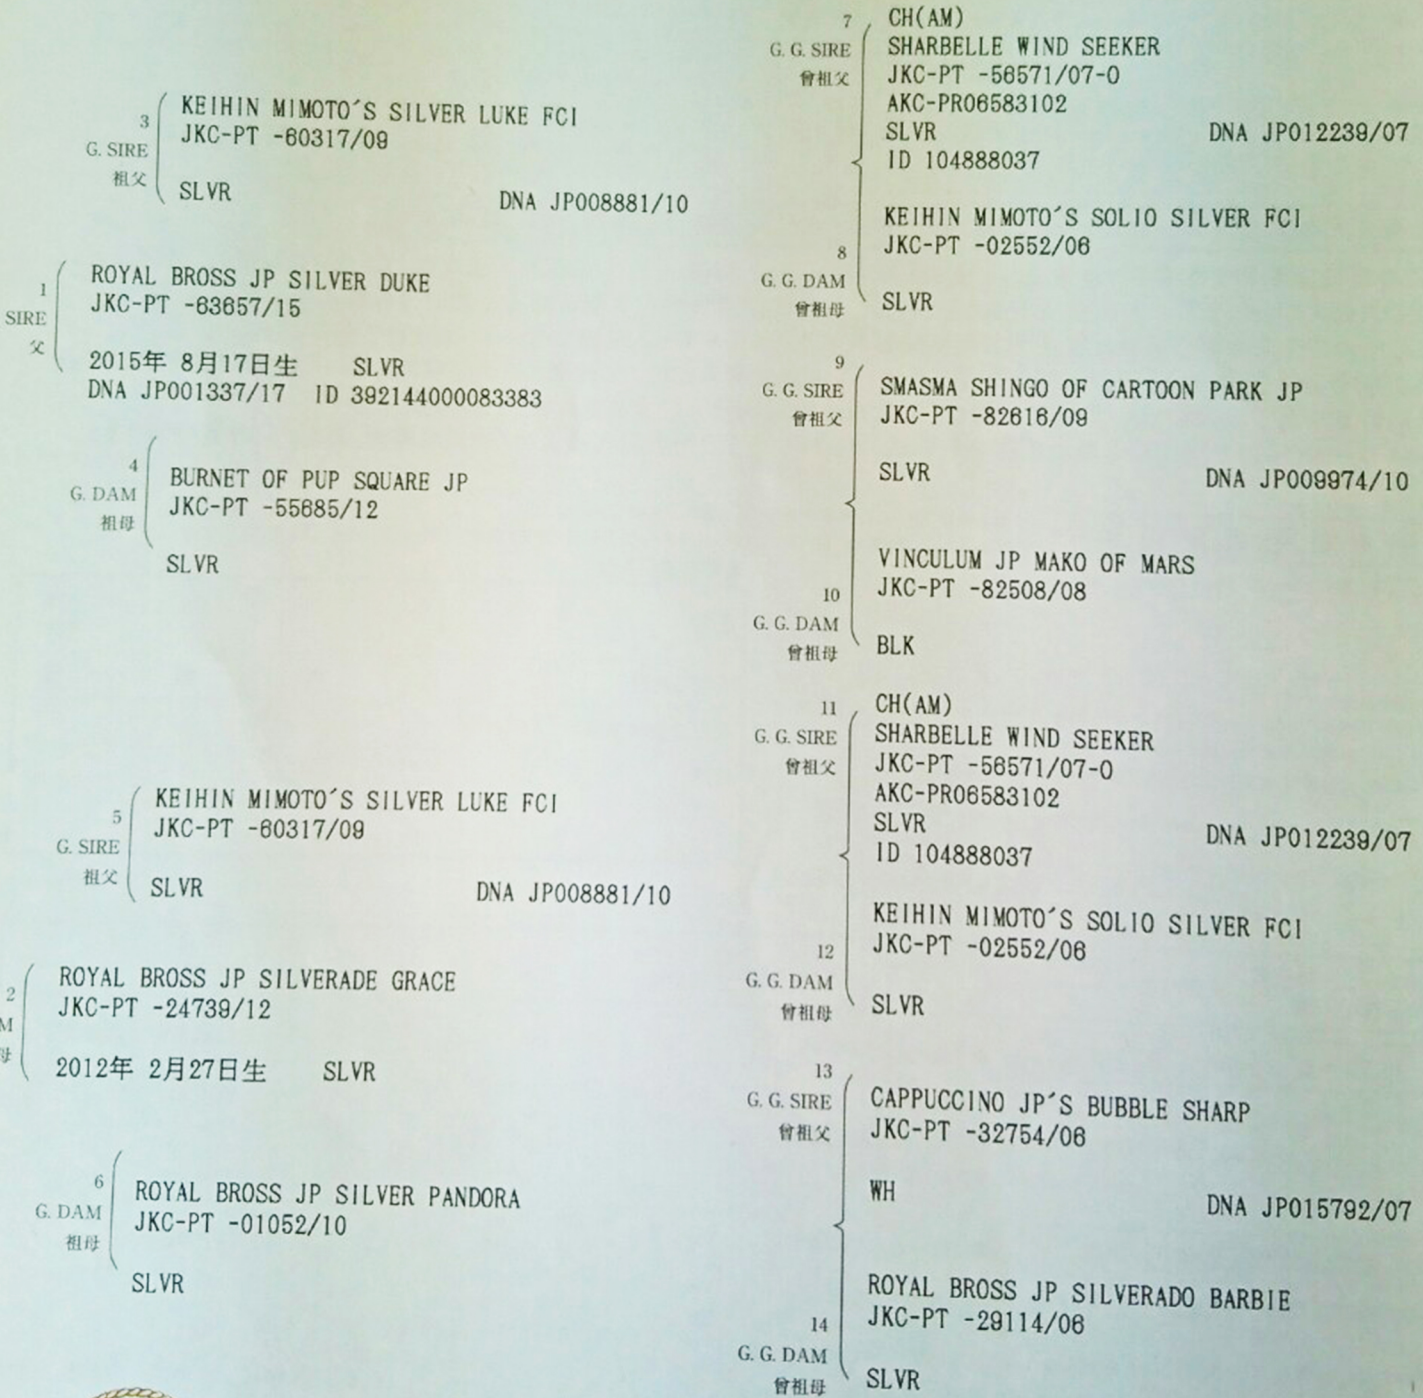 3
G. SIRE
祖父
KEIHIN MIMOTO´S SILVER LUKE FCI
JKC-PT -60317/09
SLVR
DNA JP008881/10
1
SIRE
父
ROYAL BROSS JP SILVER DUKE
JKC-PT -63657/15
2015年 8月17日生 SLVR
DNA JP001337/17 ID 392144000083383
4
G. DAM
祖母
BURNET OF PUP SQUARE JP
JKC-PT -55685/12
SLVR
5
G. SIRE
祖父
KEIHIN MIMOTO´S SILVER LUKE FCI
JKC-PT -60317/09
SLVR
DNA JP008881/10
2
M
母
ROYAL BROSS JP SILVERADE GRACE
JKC-PT -24739/12
2012年 2月27日生 SLVR
6
G. DAM
祖母
ROYAL BROSS JP SILVER PANDORA
JKC-PT -01052/10
SLVR
7
G. G. SIRE
曾祖父
CH(AM)
SHARBELLE WIND SEEKER
JKC-PT -56571/07-0
AKC-PR06583102
SLVR DNA JP012239/07
ID 104888037
8
G. G. DAM
曾祖母
KEIHIN MIMOTO´S SOLIO SILVER FCI
JKC-PT -02552/06
SLVR
9
G. G. SIRE
曾祖父
SMASMA SHINGO OF CARTOON PARK JP
JKC-PT -82616/09
SLVR DNA JP009974/10
10
G. G. DAM
曾祖母
VINCULUM JP MAKO OF MARS
JKC-PT -82508/08
BLK
11
G. G. SIRE
曾祖父
CH(AM)
SHARBELLE WIND SEEKER
JKC-PT -56571/07-0
AKC-PR06583102
SLVR DNA JP012239/07
ID 104888037
12
G. G. DAM
曾祖母
KEIHIN MIMOTO´S SOLIO SILVER FCI
JKC-PT -02552/06
SLVR
13
G. G. SIRE
曾祖父
CAPPUCCINO JP´S BUBBLE SHARP
JKC-PT -32754/06
WH DNA JP015792/07
14
G. G. DAM
曾祖母
ROYAL BROSS JP SILVERADO BARBIE
JKC-PT -29114/06
SLVR